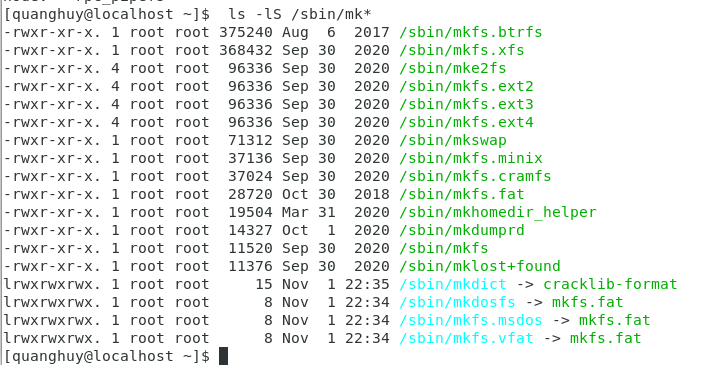 [quanghuy@localhost ~]$  ls -lS /sbin/mk*
-rwxr-xr-x. 1 root root 375240 Aug  6  2017 /sbin/mkfs.btrfs
-rwxr-xr-x. 1 root root 368432 Sep 30  2020 /sbin/mkfs.xfs
-rwxr-xr-x. 4 root root  96336 Sep 30  2020 /sbin/mke2fs
-rwxr-xr-x. 4 root root  96336 Sep 30  2020 /sbin/mkfs.ext2
-rwxr-xr-x. 4 root root  96336 Sep 30  2020 /sbin/mkfs.ext3
-rwxr-xr-x. 4 root root  96336 Sep 30  2020 /sbin/mkfs.ext4
-rwxr-xr-x. 1 root root  71312 Sep 30  2020 /sbin/mkswap
-rwxr-xr-x. 1 root root  37136 Sep 30  2020 /sbin/mkfs.minix
-rwxr-xr-x. 1 root root  37024 Sep 30  2020 /sbin/mkfs.cramfs
-rwxr-xr-x. 1 root root  28720 Oct 30  2018 /sbin/mkfs.fat
-rwxr-xr-x. 1 root root  19504 Mar 31  2020 /sbin/mkhomedir_helper
-rwxr-xr-x. 1 root root  14327 Oct  1  2020 /sbin/mkdumprd
-rwxr-xr-x. 1 root root  11520 Sep 30  2020 /sbin/mkfs
-rwxr-xr-x. 1 root root  11376 Sep 30  2020 /sbin/mklost+found
lrwxrwxrwx. 1 root root     15 Nov  1 22:35 /sbin/mkdict -> cracklib-format
lrwxrwxrwx. 1 root root      8 Nov  1 22:34 /sbin/mkdosfs -> mkfs.fat
lrwxrwxrwx. 1 root root      8 Nov  1 22:34 /sbin/mkfs.msdos -> mkfs.fat
lrwxrwxrwx. 1 root root      8 Nov  1 22:34 /sbin/mkfs.vfat -> mkfs.fat
[quanghuy@localhost ~]$